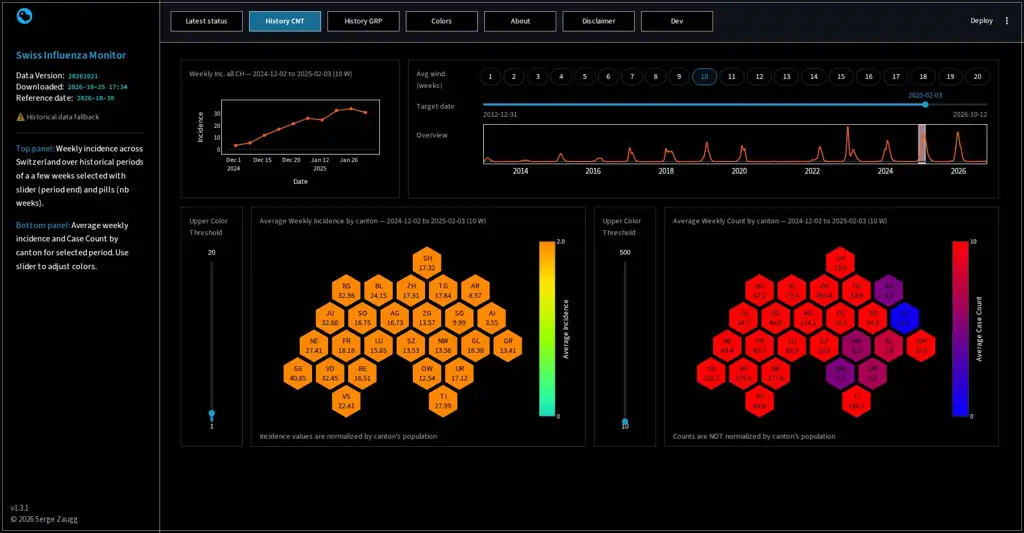 Latest status
History CNT
History GRP
Colors
About
Disclaimer
Dev
Deploy
Swiss Influenza Monitor
Data Version: 20261021
Downloaded: 2026-10-25 17:34
Reference date: 2026-10-30
Historical data fallback
Top panel: Weekly incidence across
Switzerland over historical periods
of a a few weeks selected with
slider (period end) and pills (nb
weeks).
Bottom panel: Average weekly
incidence and Case Count by
canton for selected period. Use
slider to adjust colors.
v1.3.1
© 2026 Serge Zaugg
Weekly Inc. all CH — 2024-12-02 to 2025-02-03 (10 W)
Incidence
30
20
10
0
Dec 1 Dec 15 Dec 29 Jan 12 Jan 26
2024 2025
Date
Avg wind.
(weeks)
1 2 3 4 5 6 7 8 9 10 11 12 13 14 15 16 17 18 19 20
Target date
2025-02-03
2012-12-31 2026-10-12
Overview
2014 2016 2018 2020 2022 2024 2026
Upper Color
Threshold
20
1
Average Weekly Incidence by canton — 2024-12-02 to 2025-02-03 (10 W)
SH
17.32
BS BL ZH TG AR
32.98 24.15 17.31 17.84 8.57
JU SO AG ZG SG AI
32.88 16.75 16.73 13.57 9.99 3.55
NE FR LU SZ NW GL GR
27.41 18.18 15.85 13.53 13.58 18.38 13.41
GE VD BE OW UR
40.85 32.45 16.51 12.54 17.12
VS TI
22.41 27.99
2.0
0
Average Incidence
Incidence values are normalized by canton's population
Upper Color
Threshold
500
10
Average Weekly Count by canton — 2024-12-02 to 2025-02-03 (10 W)
10
0
Average Case Count
Counts are NOT normalized by canton's population